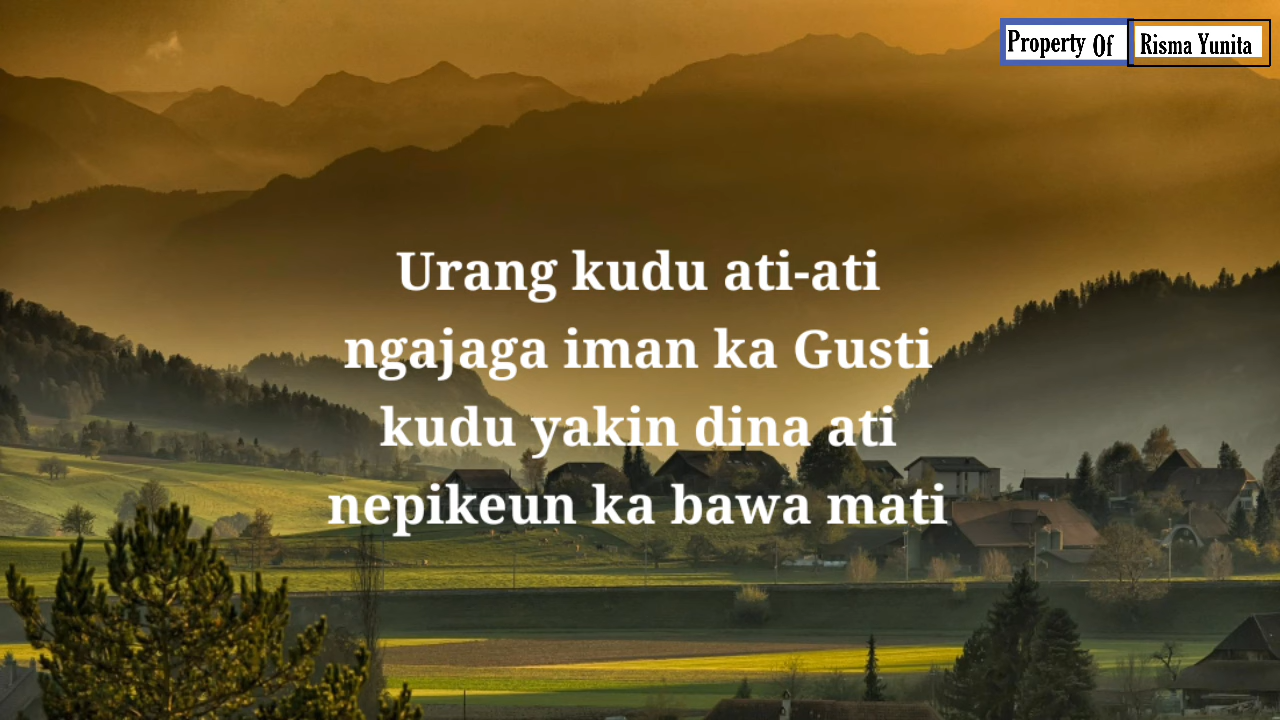 Property Of Risma Yunita
Urang kudu ati-ati
ngajaga iman ka Gusti
kudu yakin dina ati
nepikeun ka bawa mati